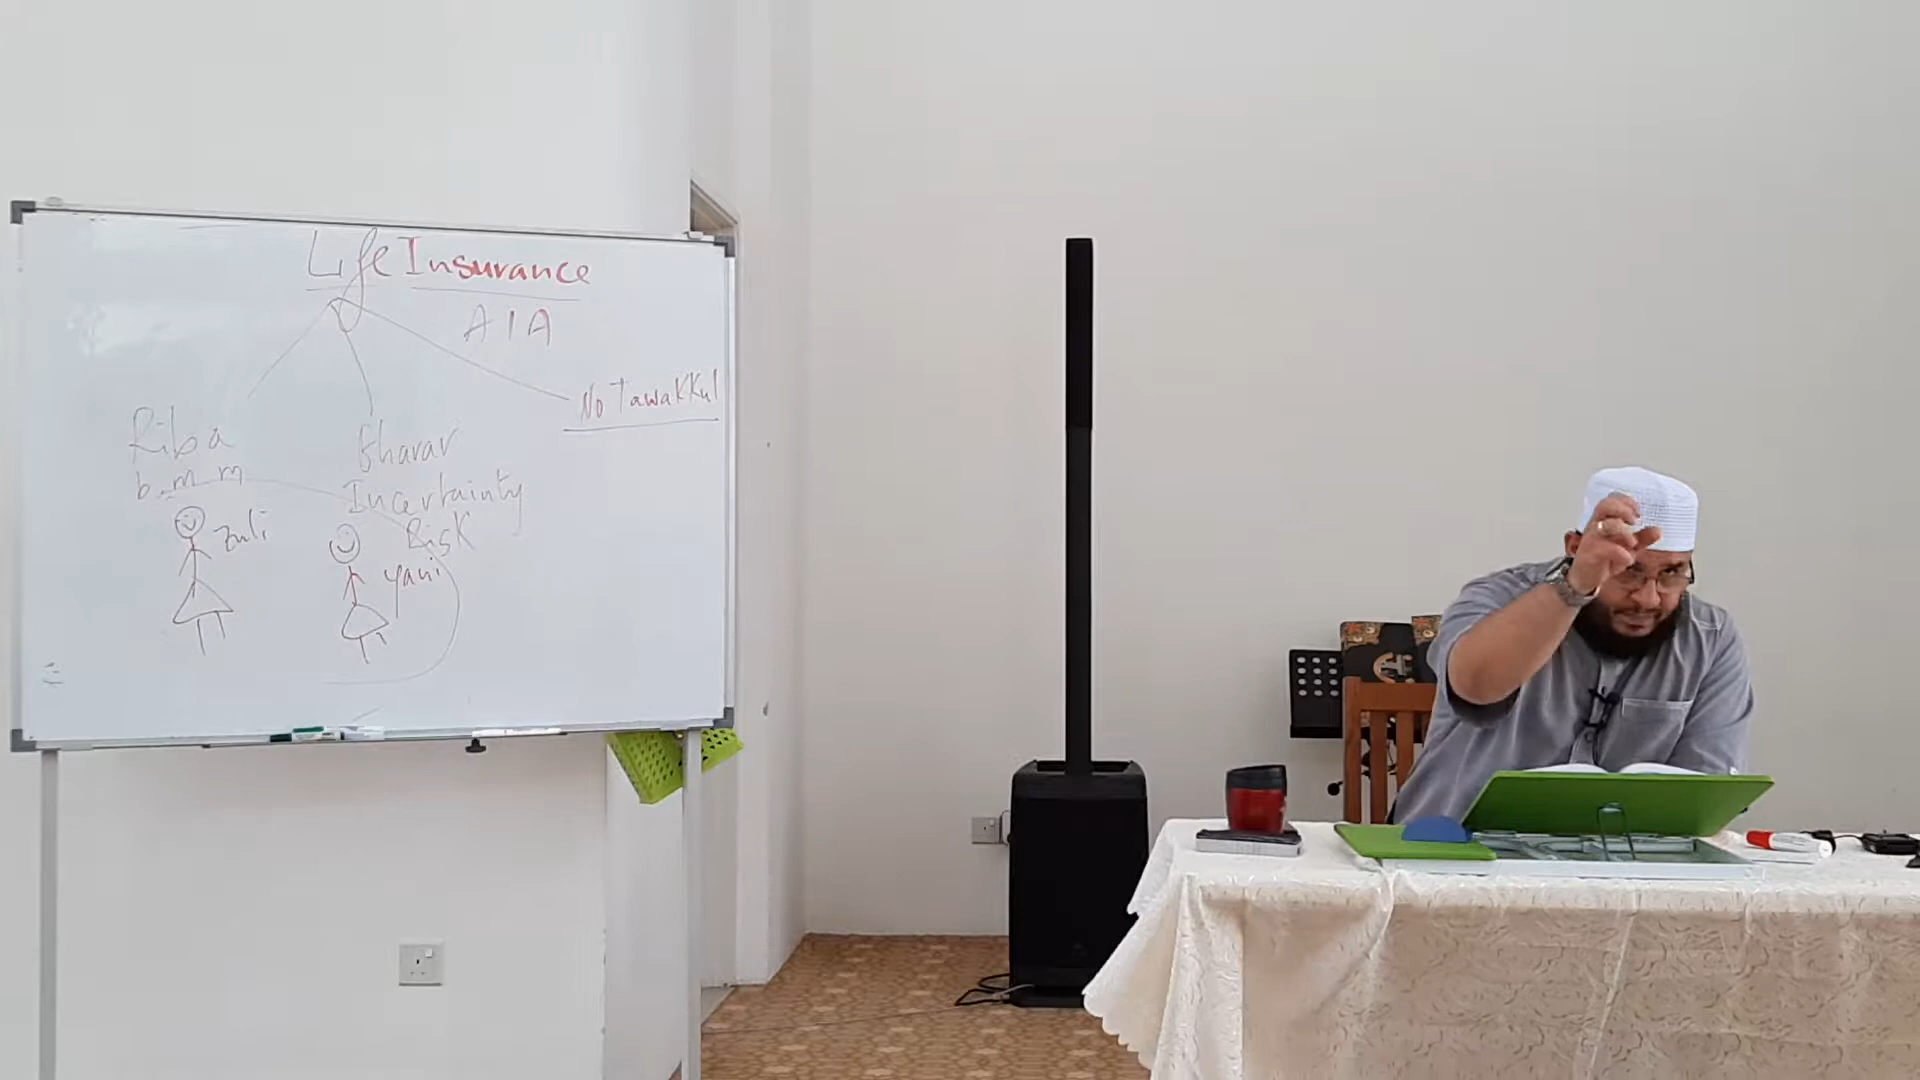 Life Insurance
AIA
No Tawakkul
Riba
b.m m
Gharar
Incertainty
Risk
Zuli
Yani